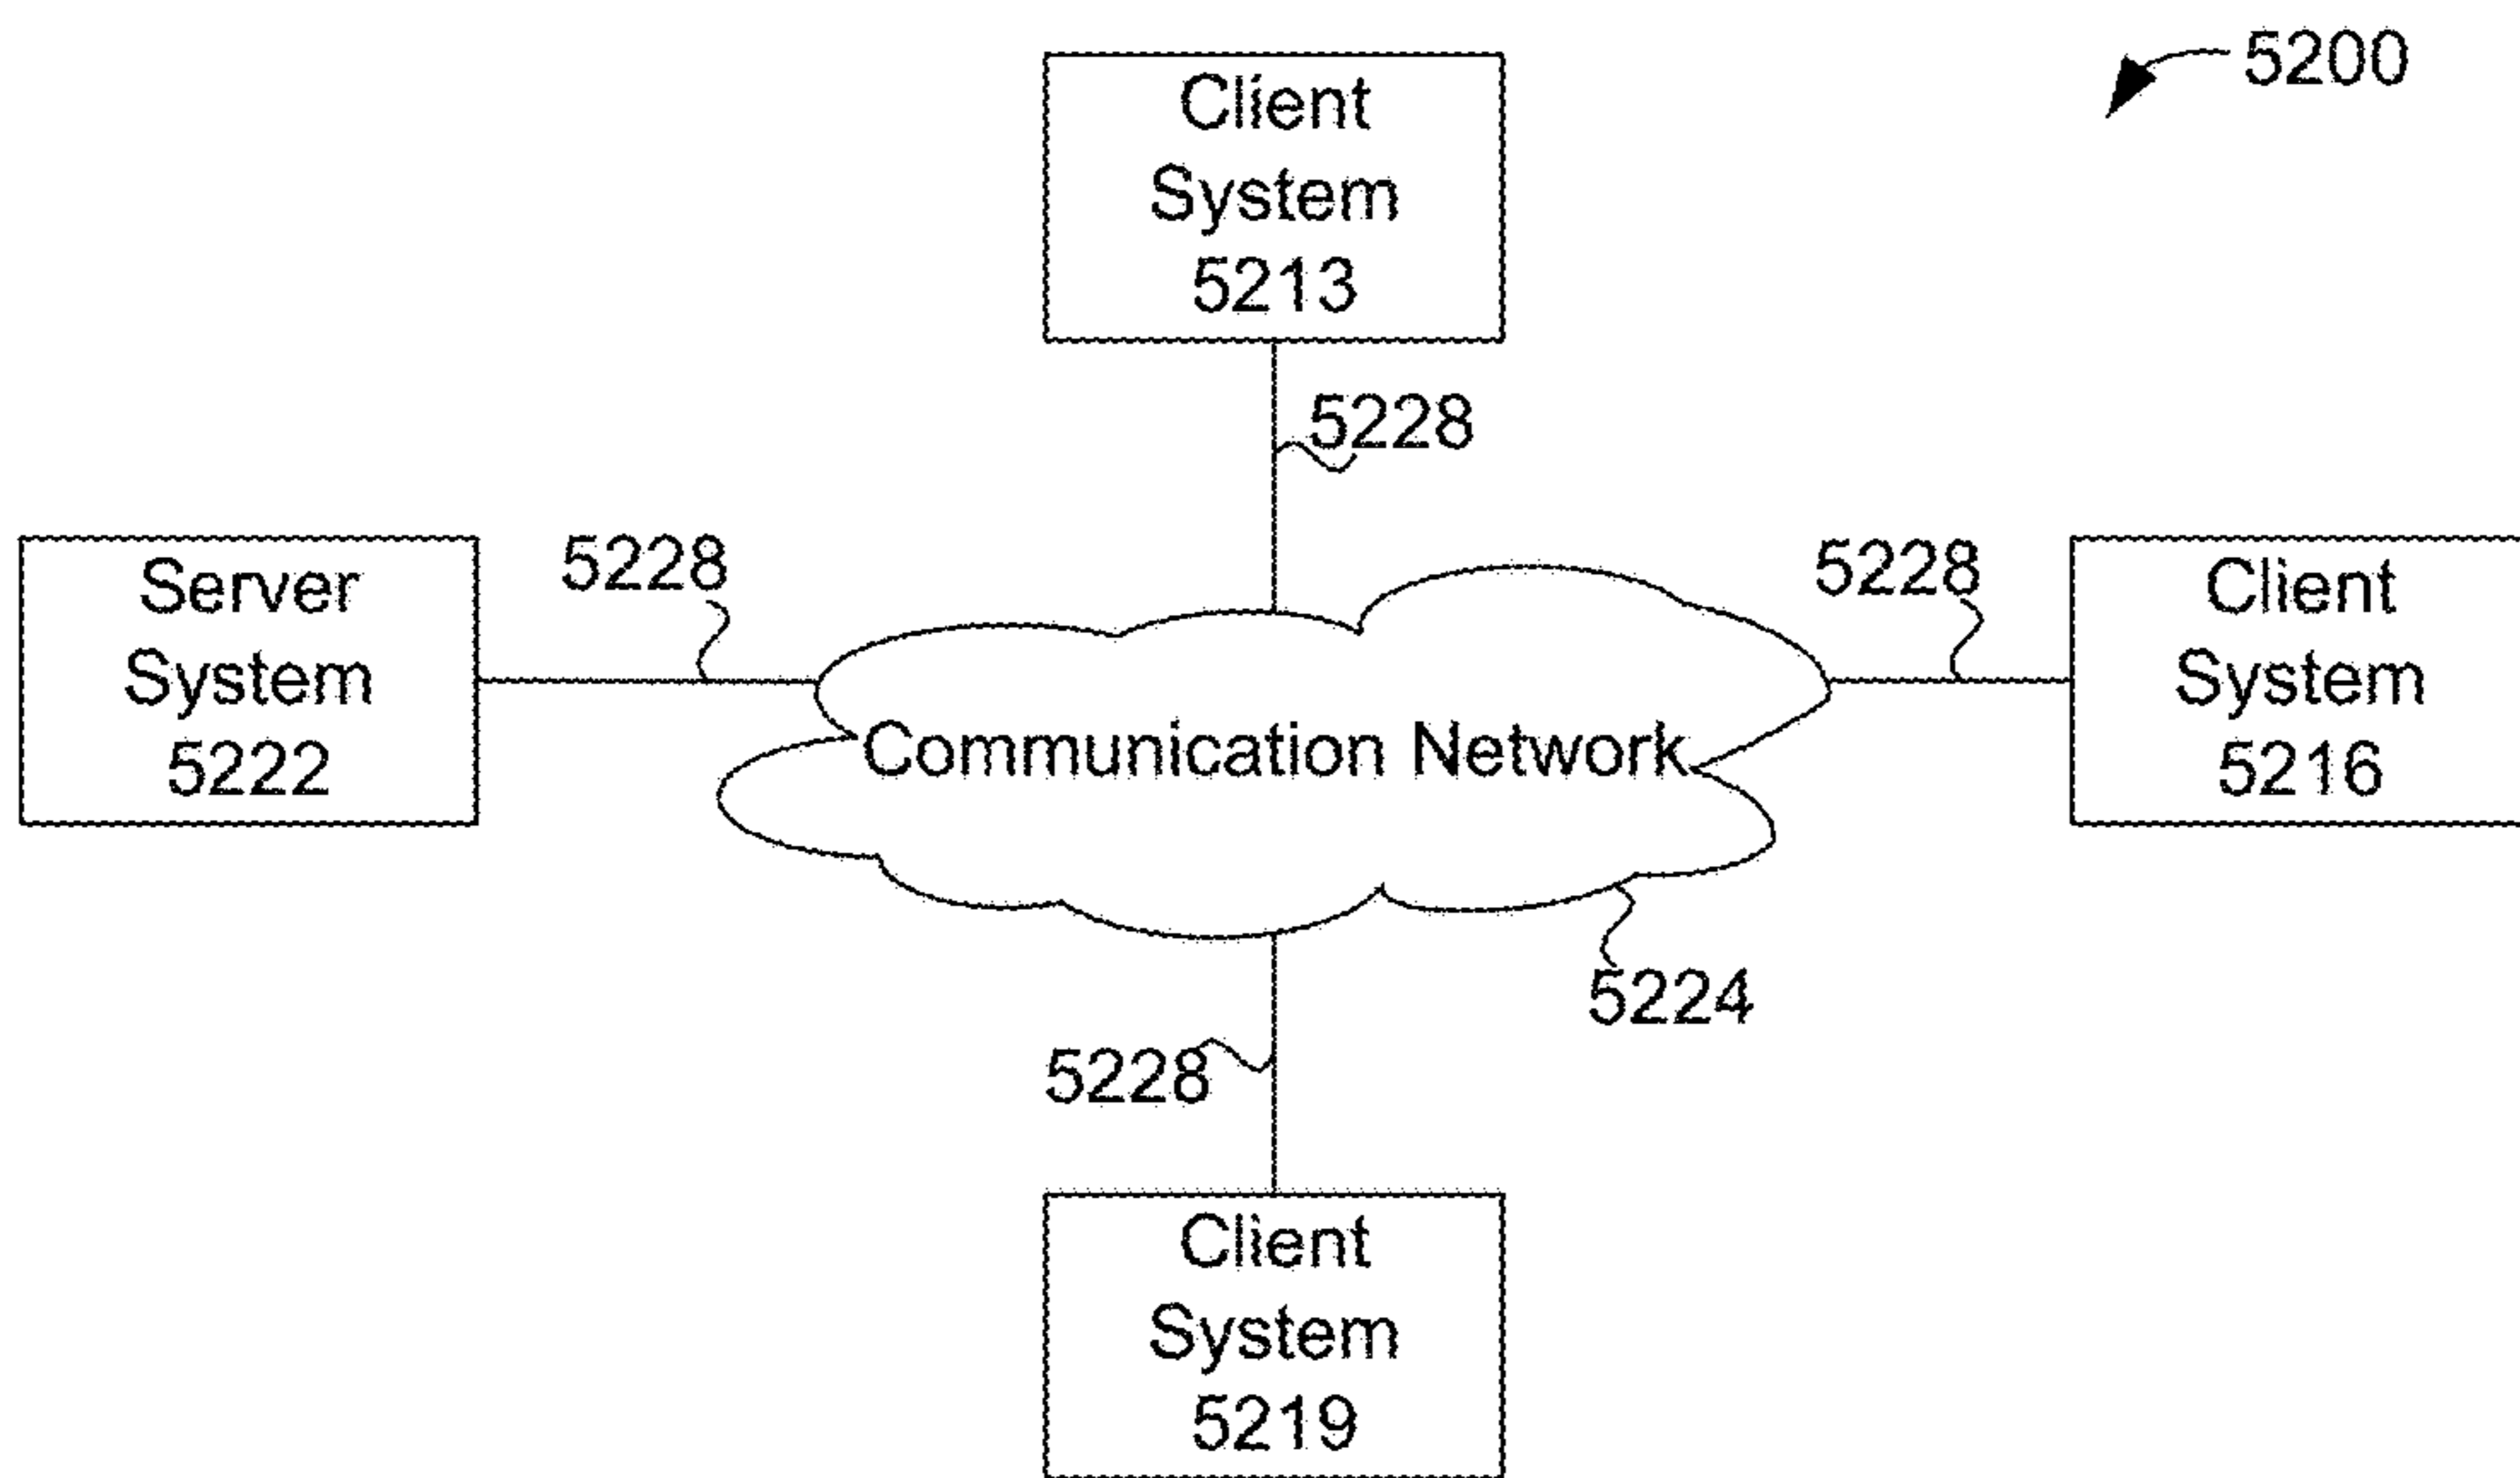 5200
Client
System
5213
5228
5228
5228
Server
System
5222
Client
System
5216
Communication Network
5224
5228
Client
System
5219